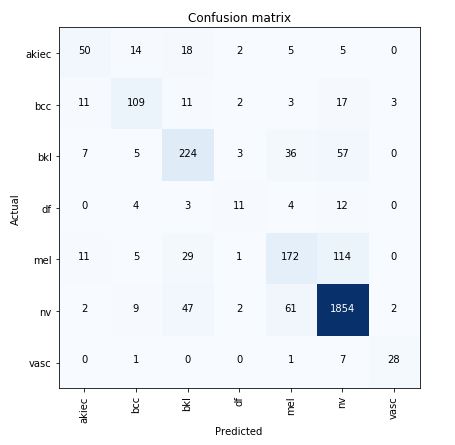 Confusion matrix
akiec 50 14 18 2 5 5 0
bcc 11 109 11 2 3 17 3
bkl 7 5 224 3 36 57 0
df 0 4 3 11 4 12 0
mel 11 5 29 1 172 114 0
nv 2 9 47 2 61 1854 2
vasc 0 1 0 0 1 7 28
Actual
akiec bcc bkl df mel nv vasc
Predicted